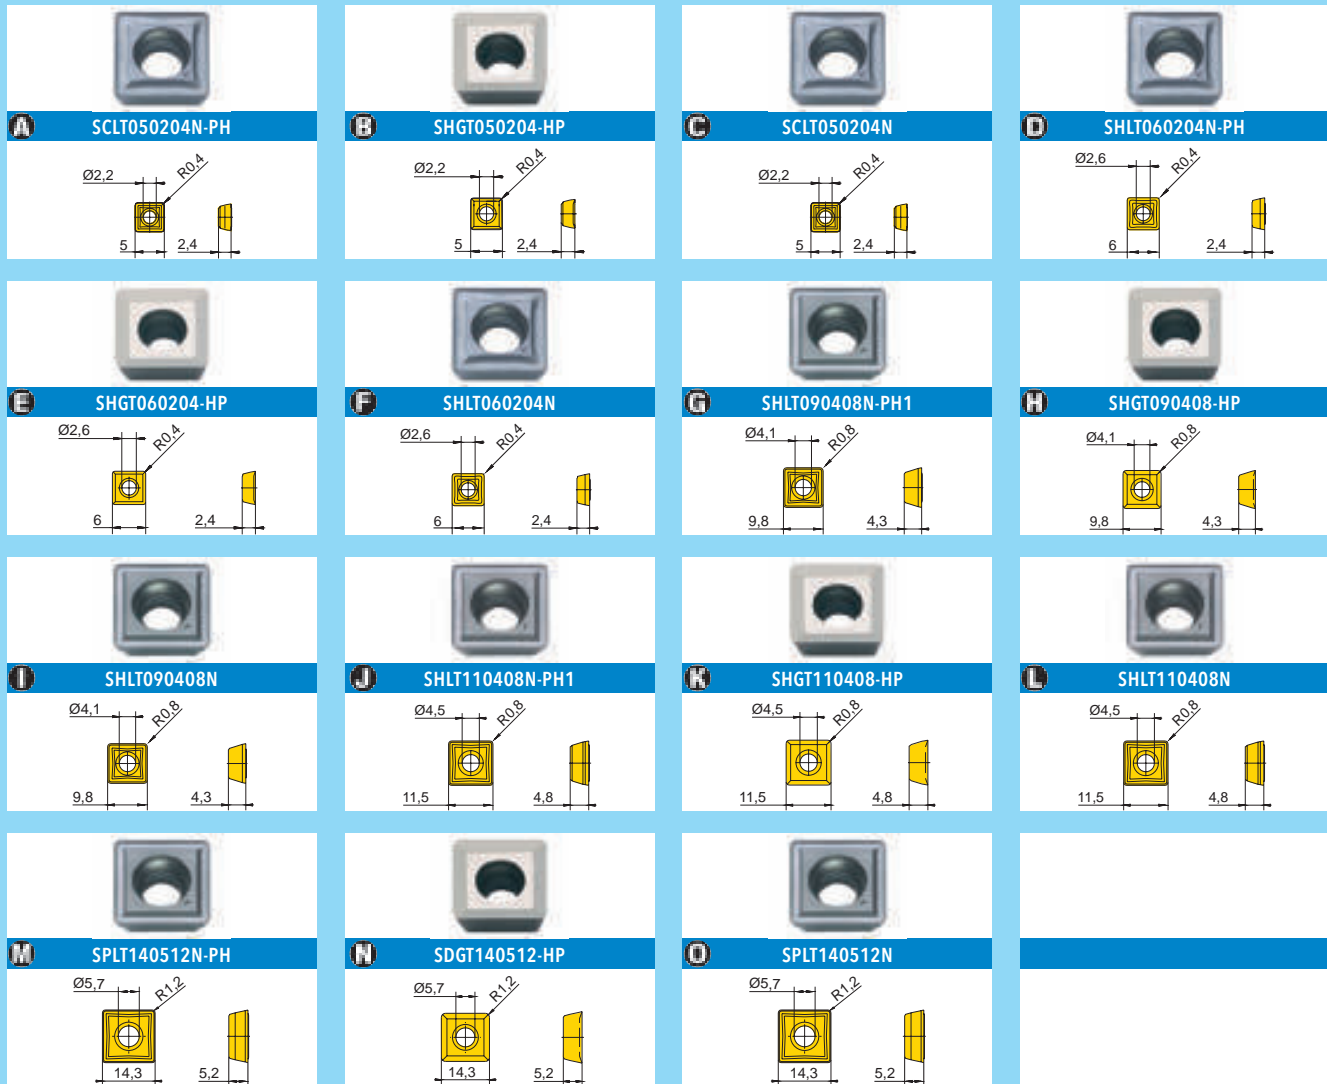 A SCLT050204N-PH
Ø2,2 R0,4
5 2,4
B SHGT050204-HP
Ø2,2 R0,4
5 2,4
C SCLT050204N
Ø2,2 R0,4
5 2,4
D SHLT060204N-PH
Ø2,6 R0,4
6 2,4
E SHGT060204-HP
Ø2,6 R0,4
6 2,4
F SHLT060204N
Ø2,6 R0,4
6 2,4
G SHLT090408N-PH1
Ø4,1 R0,8
9,8 4,3
H SHGT090408-HP
Ø4,1 R0,8
9,8 4,3
I SHLT090408N
Ø4,1 R0,8
9,8 4,3
J SHLT110408N-PH1
Ø4,5 R0,8
11,5 4,8
K SHGT110408-HP
Ø4,5 R0,8
11,5 4,8
L SHLT110408N
Ø4,5 R0,8
11,5 4,8
M SPLT140512N-PH
Ø5,7 R1,2
14,3 5,2
N SDGT140512-HP
Ø5,7 R1,2
14,3 5,2
O SPLT140512N
Ø5,7 R1,2
14,3 5,2